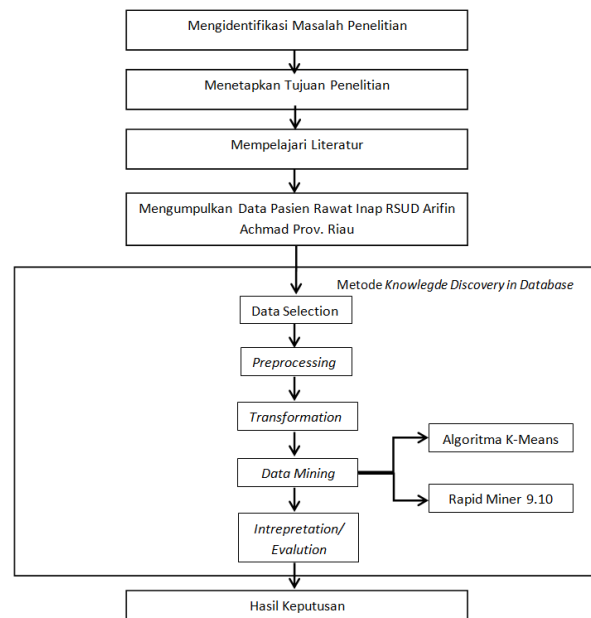 Mengidentifikasi Masalah Penelitian
Menetapkan Tujuan Penelitian
Mempelajari Literatur
Mengumpulkan Data Pasien Rawat Inap RSUD Arifin
Achmad Prov. Riau
Metode Knowlegde Discovery in Database
Data Selection
Preprocessing
Transformation
Algoritma K-Means
Data Mining
Rapid Miner 9.10
Intrepretation/
Evalution
Hasil Keputusan